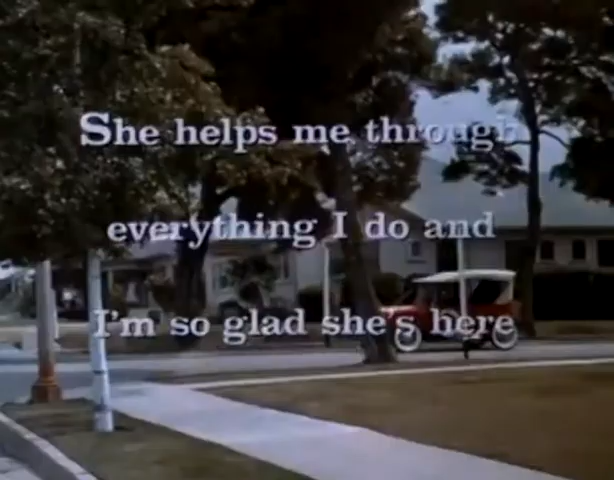 She helps me through
everything I do and
I'm so glad she's here